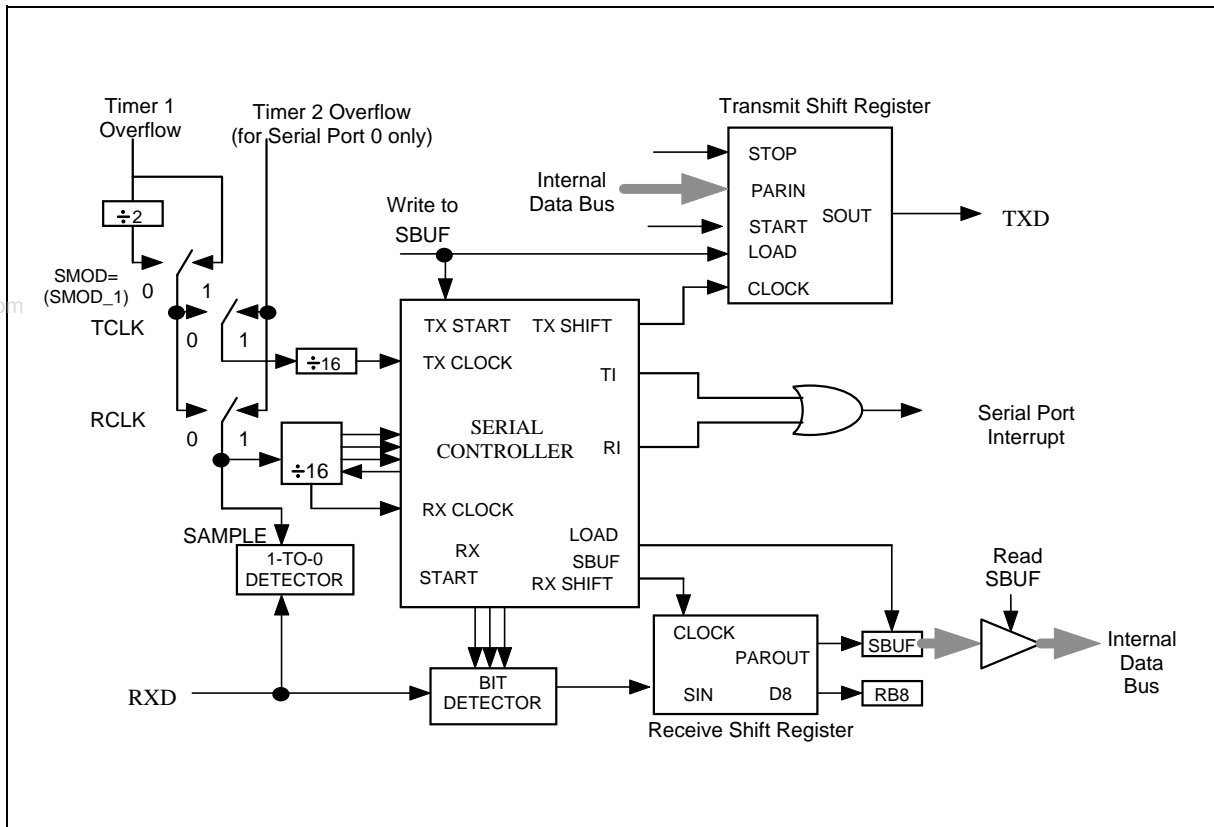 Timer 1
Overflow
Timer 2 Overflow
(for Serial Port 0 only)
÷2
SMOD=
(SMOD_1)
0
1
TCLK
0
1
÷16
RCLK
0
1
÷16
SAMPLE
1-TO-0
DETECTOR
RXD
om
Write to
SBUF
Internal
Data Bus
Transmit Shift Register
STOP
PARIN
START
SOUT
LOAD
CLOCK
TXD
TX START
TX SHIFT
TX CLOCK
TI
SERIAL
CONTROLLER
RI
RX CLOCK
LOAD
SBUF
RX
START
RX SHIFT
Serial Port
Interrupt
BIT
DETECTOR
CLOCK
PAROUT
SIN
D8
Receive Shift Register
SBUF
RB8
Read
SBUF
Internal
Data
Bus